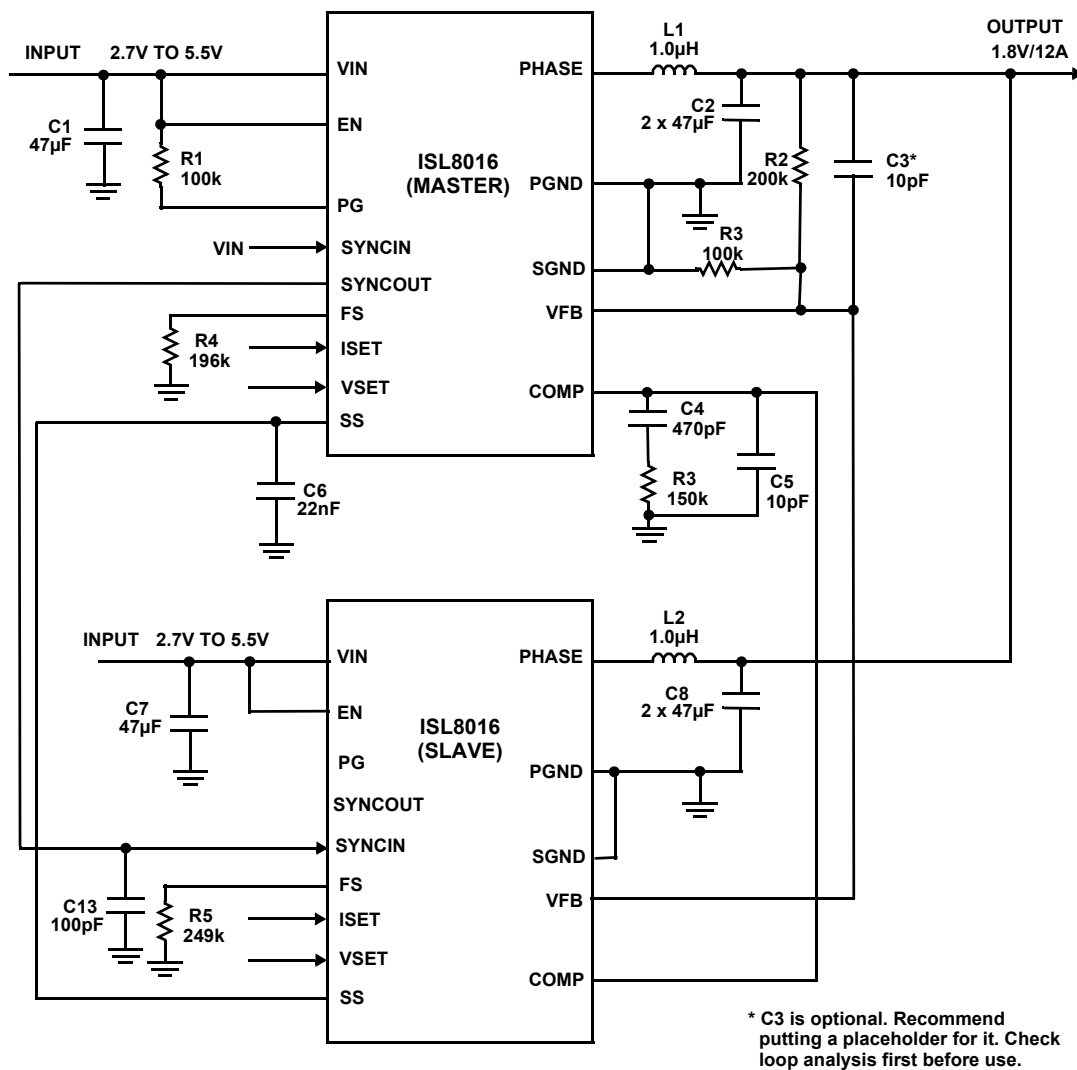 INPUT 2.7V TO 5.5V
C1
47µF
R1
100k
VIN
EN
PG
VIN
SYNCIN
SYNCOUT
FS
R4
196k
ISET
VSET
SS
C6
22nF
ISL8016
(MASTER)
PHASE
PGND
SGND
VFB
COMP
L1
1.0µH
C2
2 x 47µF
R2
200k
C3*
10pF
R3
100k
OUTPUT
1.8V/12A
C4
470pF
R3
150k
C5
10pF
INPUT 2.7V TO 5.5V
C7
47µF
VIN
EN
PG
SYNCOUT
SYNCIN
FS
C13
100pF
R5
249k
ISET
VSET
SS
ISL8016
(SLAVE)
PHASE
PGND
SGND
VFB
COMP
L2
1.0µH
C8
2 x 47µF
* C3 is optional. Recommend
putting a placeholder for it. Check
loop analysis first before use.